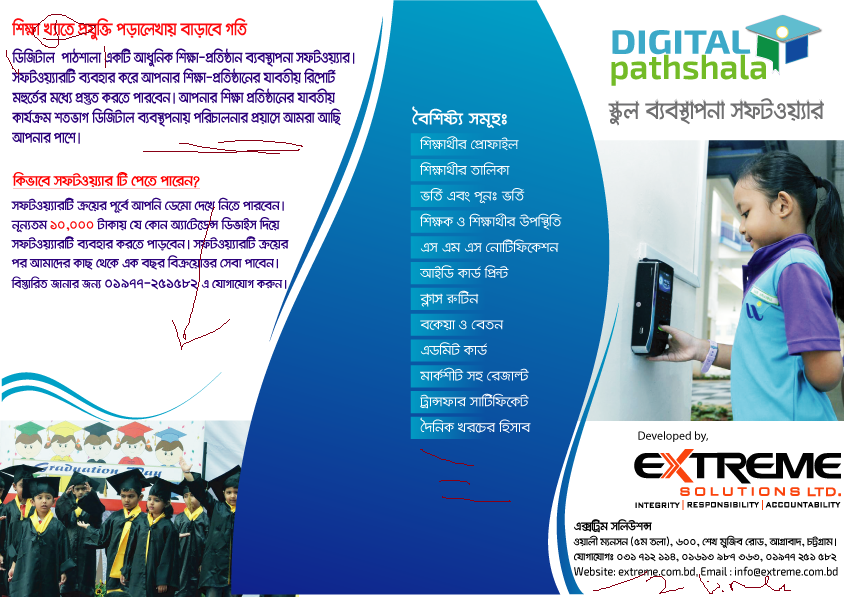 শিক্ষা খ্যাতে প্রযুক্তি পড়ালেখায় বাড়াবে গতি
ডিজিটাল পাঠশালা একটি আধুনিক শিক্ষা-প্রতিষ্ঠান ব্যবস্থাপনা সফটওয়্যার।
সফটওয়্যারটি ব্যবহার করে আপনার শিক্ষা-প্রতিষ্ঠানের যাবতীয় রিপোর্ট
মহুর্তের মধ্যে প্রস্তুত করতে পারবেন। আপনার শিক্ষা প্রতিষ্ঠানের যাবতীয়
কার্যক্রম শতভাগ ডিজিটাল ব্যবস্থপনায় পরিচালনার প্রয়াসে আমরা আছি
আপনার পাশে।
কিভাবে সফটওয়্যার টি পেতে পারেন?
সফটওয়্যারটি ক্রয়ের পূর্বে আপনি ডেমো দেখে নিতে পারবেন।
নূন্যতম ১০,০০০ টাকায় যে কোন অ্যাটেন্ডেন্স ডিভাইস দিয়ে
সফটওয়্যারটি ব্যবহার করতে পাড়বেন। সফটওয়্যারটি ক্রয়ের
পর আমাদের কাছ থেকে এক বছর বিক্রয়োত্তর সেবা পাবেন।
বিস্তারিত জানার জন্য ০১৯৭৭-২৫১৫৮২ এ যোগাযোগ করুন।
Graduation Day
বৈশিষ্ট্য সমূহঃ
শিক্ষার্থীর প্রোফাইল
শিক্ষার্থীর তালিকা
ভর্তি এবং পূনঃ ভর্তি
শিক্ষক ও শিক্ষার্থীর উপস্থিতি
এস এম এস নোটিফিকেশন
আইডি কার্ড প্রিন্ট
ক্লাস রুটিন
বকেয়া ও বেতন
এডমিট কার্ড
মার্কশীট সহ রেজাল্ট
ট্রান্সফার সার্টিফিকেট
দৈনিক খরচের হিসাব
DIGITAL
pathshala
স্কুল ব্যবস্থাপনা সফটওয়্যার
Developed by,
EXTREME
SOLUTIONS LTD.
INTEGRITY | RESPONSIBILITY | ACCOUNTABILITY
এক্সট্রিম সলিউশন্স
ওয়ালী ম্যানসন (৫ম তলা), ৬০০, শেখ মুজিব রোড, আগ্রাবাদ, চট্টগ্রাম।
যোগাযোগঃ ০৩১ ৭১২ ১১৪, ০১৬১৩ ৯৮৭ ৩৬৩, ০১৯৭৭ ২৫১ ৫৮২
Website: extreme.com.bd, Email : info@extreme.com.bd